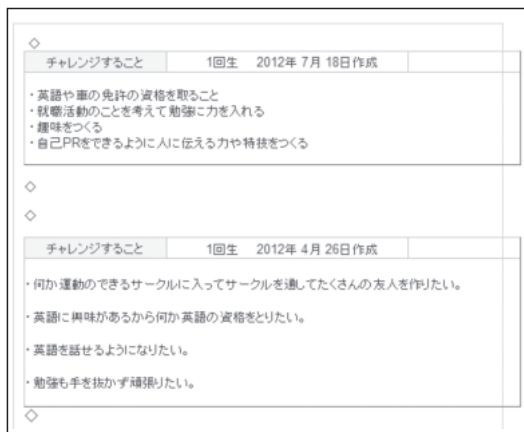 チャレンジすること 1回生 2012年 7月 18日作成
・英語や車の免許の資格を取ること
・就職活動のことを考えて勉強に力を入れる
・趣味をつくる
・自己PRをできるように人に伝える力や特技をつくる
チャレンジすること 1回生 2012年 4月 26日作成
・何か運動のできるサークルに入ってサークルを通してたくさんの友人を作りたい。
・英語に興味があるから何か英語の資格をとりたい。
・英語を話せるようになりたい。
・勉強も手を抜かず頑張りたい。